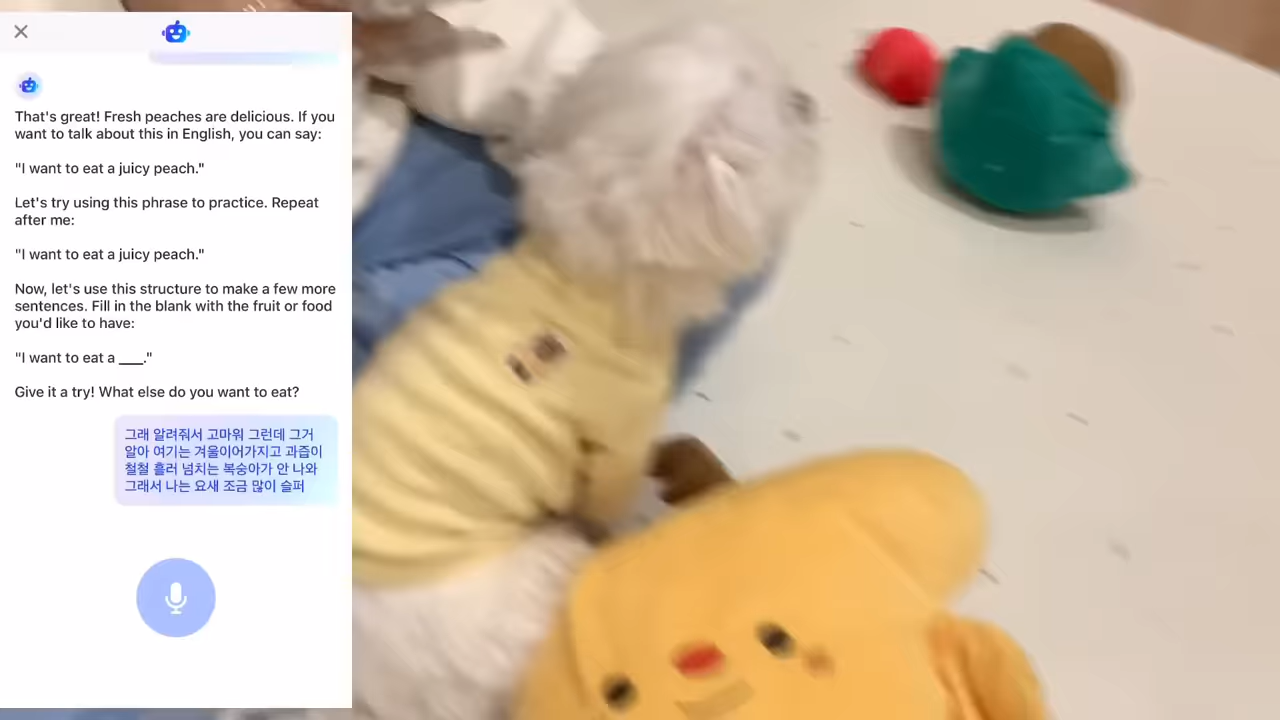 That's great! Fresh peaches are delicious. If you
want to talk about this in English, you can say:
"I want to eat a juicy peach."
Let's try using this phrase to practice. Repeat
after me:
"I want to eat a juicy peach."
Now, let's use this structure to make a few more
sentences. Fill in the blank with the fruit or food
you'd like to have:
"I want to eat a ____."
Give it a try! What else do you want to eat?
그래 알려줘서 고마워 그런데 그거
알아 여기는 겨울이어가지고 과즙이
철철 흘러 넘치는 복숭아가 안 나와
그래서 나는 요새 조금 많이 슬퍼